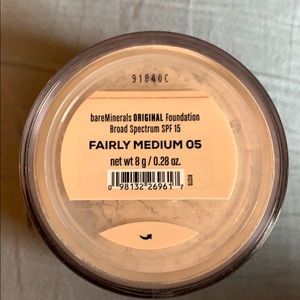 91840C
bareMinerals ORIGINAL Foundation
Broad Spectrum SPF 15
FAIRLY MEDIUM 05
net wt 8 g / 0.28 oz.
0 98132 26961 7